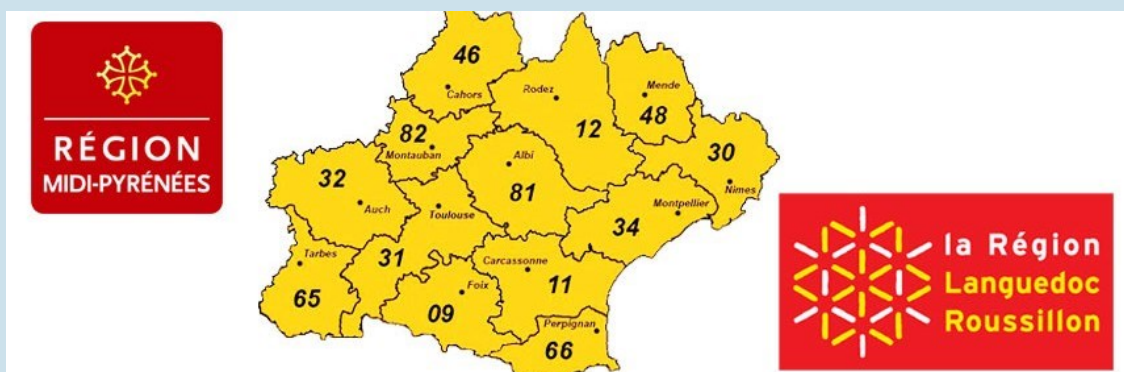 RÉGION
MIDI-PYRÉNÉES
46
Cahors
Rodez
Mende
48
12
82
Montauban
Albi
30
Nîmes
32
Auch
Toulouse
81
Montpellier
34
Tarbes
31
Carcassonne
11
Foix
65
09
Perpignan
66
la Région
Languedoc
Roussillon